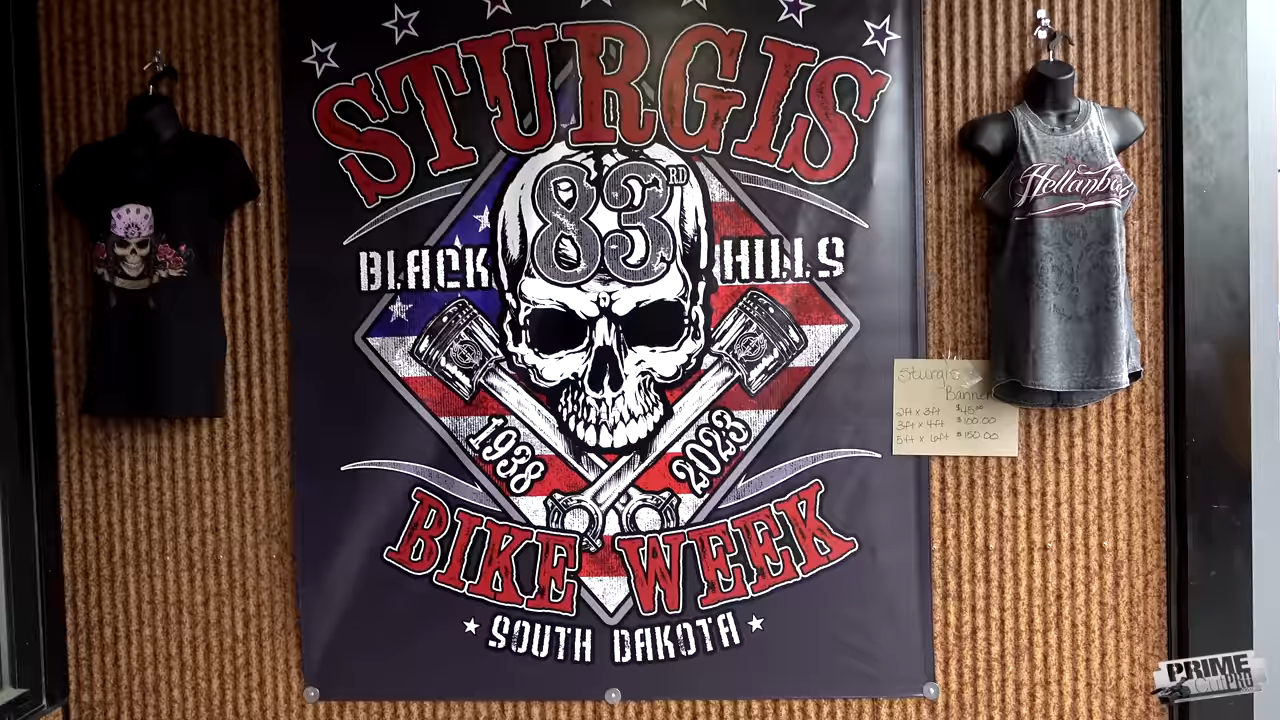 STURGIS
83RD
BLACK HILLS
1938 2023
BIKE WEEK
SOUTH DAKOTA
Sturgis
Banner
2ft x 3ft $45.00
3ft x 4ft $100.00
5ft x 6ft $150.00
PRIME
CutPRO